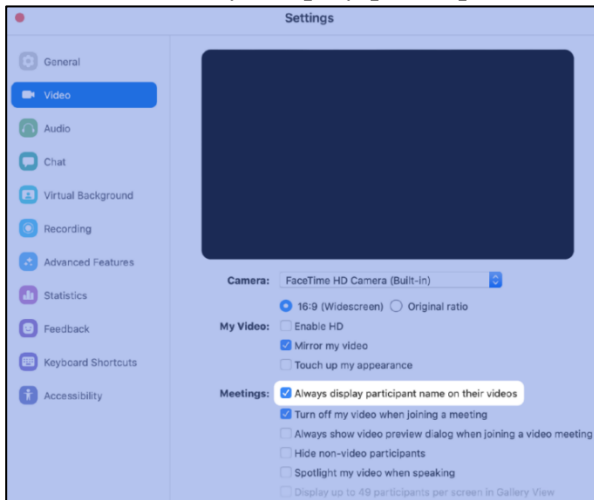 Settings
General
Video
Audio
Chat
Virtual Background
Recording
Advanced Features
Statistics
Feedback
Keyboard Shortcuts
Accessibility
Camera: FaceTime HD Camera (Built-in)
16:9 (Widescreen) Original ratio
My Video: Enable HD
Mirror my video
Touch up my appearance
Meetings: Always display participant name on their videos
Turn off my video when joining a meeting
Always show video preview dialog when joining a video meeting
Hide non-video participants
Spotlight my video when speaking
Display up to 49 participants per screen in Gallery View